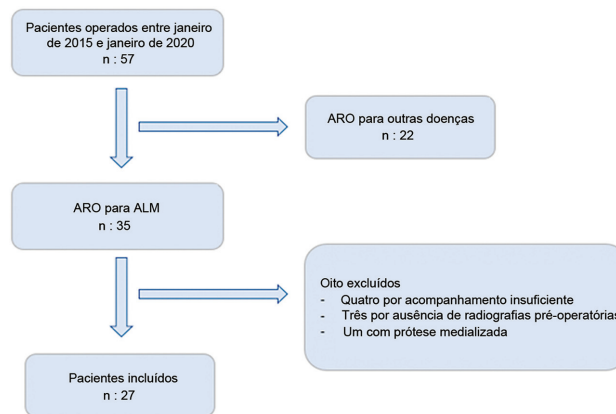 Pacientes operados entre janeiro
de 2015 e janeiro de 2020
n : 57
ARO para outras doenças
n : 22
ARO para ALM
n : 35
Oito excluídos
- Quatro por acompanhamento insuficiente
- Três por ausência de radiografias pré-operatórias
- Um com prótese medializada
Pacientes incluídos
n : 27